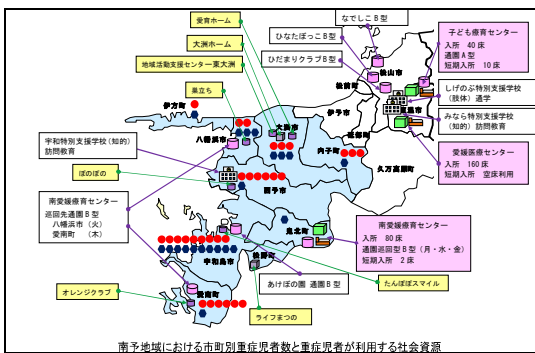 愛育ホーム
大洲ホーム
地域活動支援センター東大洲
巣立ち
なでしこB型
ひなたぼっこB型
ひだまりクラブB型
子ども療育センター
入所 40床
通園A型
短期入所 10床
しげのぶ特別支援学校
(肢体)通学
みなら特別支援学校
(知的)訪問教育
愛媛医療センター
入所 160床
短期入所 空床利用
松山市
松前町
伊予市
砥部町
久万高原町
伊方町
八幡浜市
大洲市
内子町
西予市
宇和特別支援学校(知的)
訪問教育
ぽのぽの
南愛媛療育センター
巡回先通園B型
八幡浜市 (火)
愛南町 (木)
南愛媛療育センター
入所 80床
通園巡回型B型(月・水・金)
短期入所 2床
鬼北町
宇和島市
松野町
愛南町
あけぼの園 通園B型
たんぽぽスマイル
オレンジクラブ
ライフまつの
南予地域における市町別重症児者数と重症児者が利用する社会資源